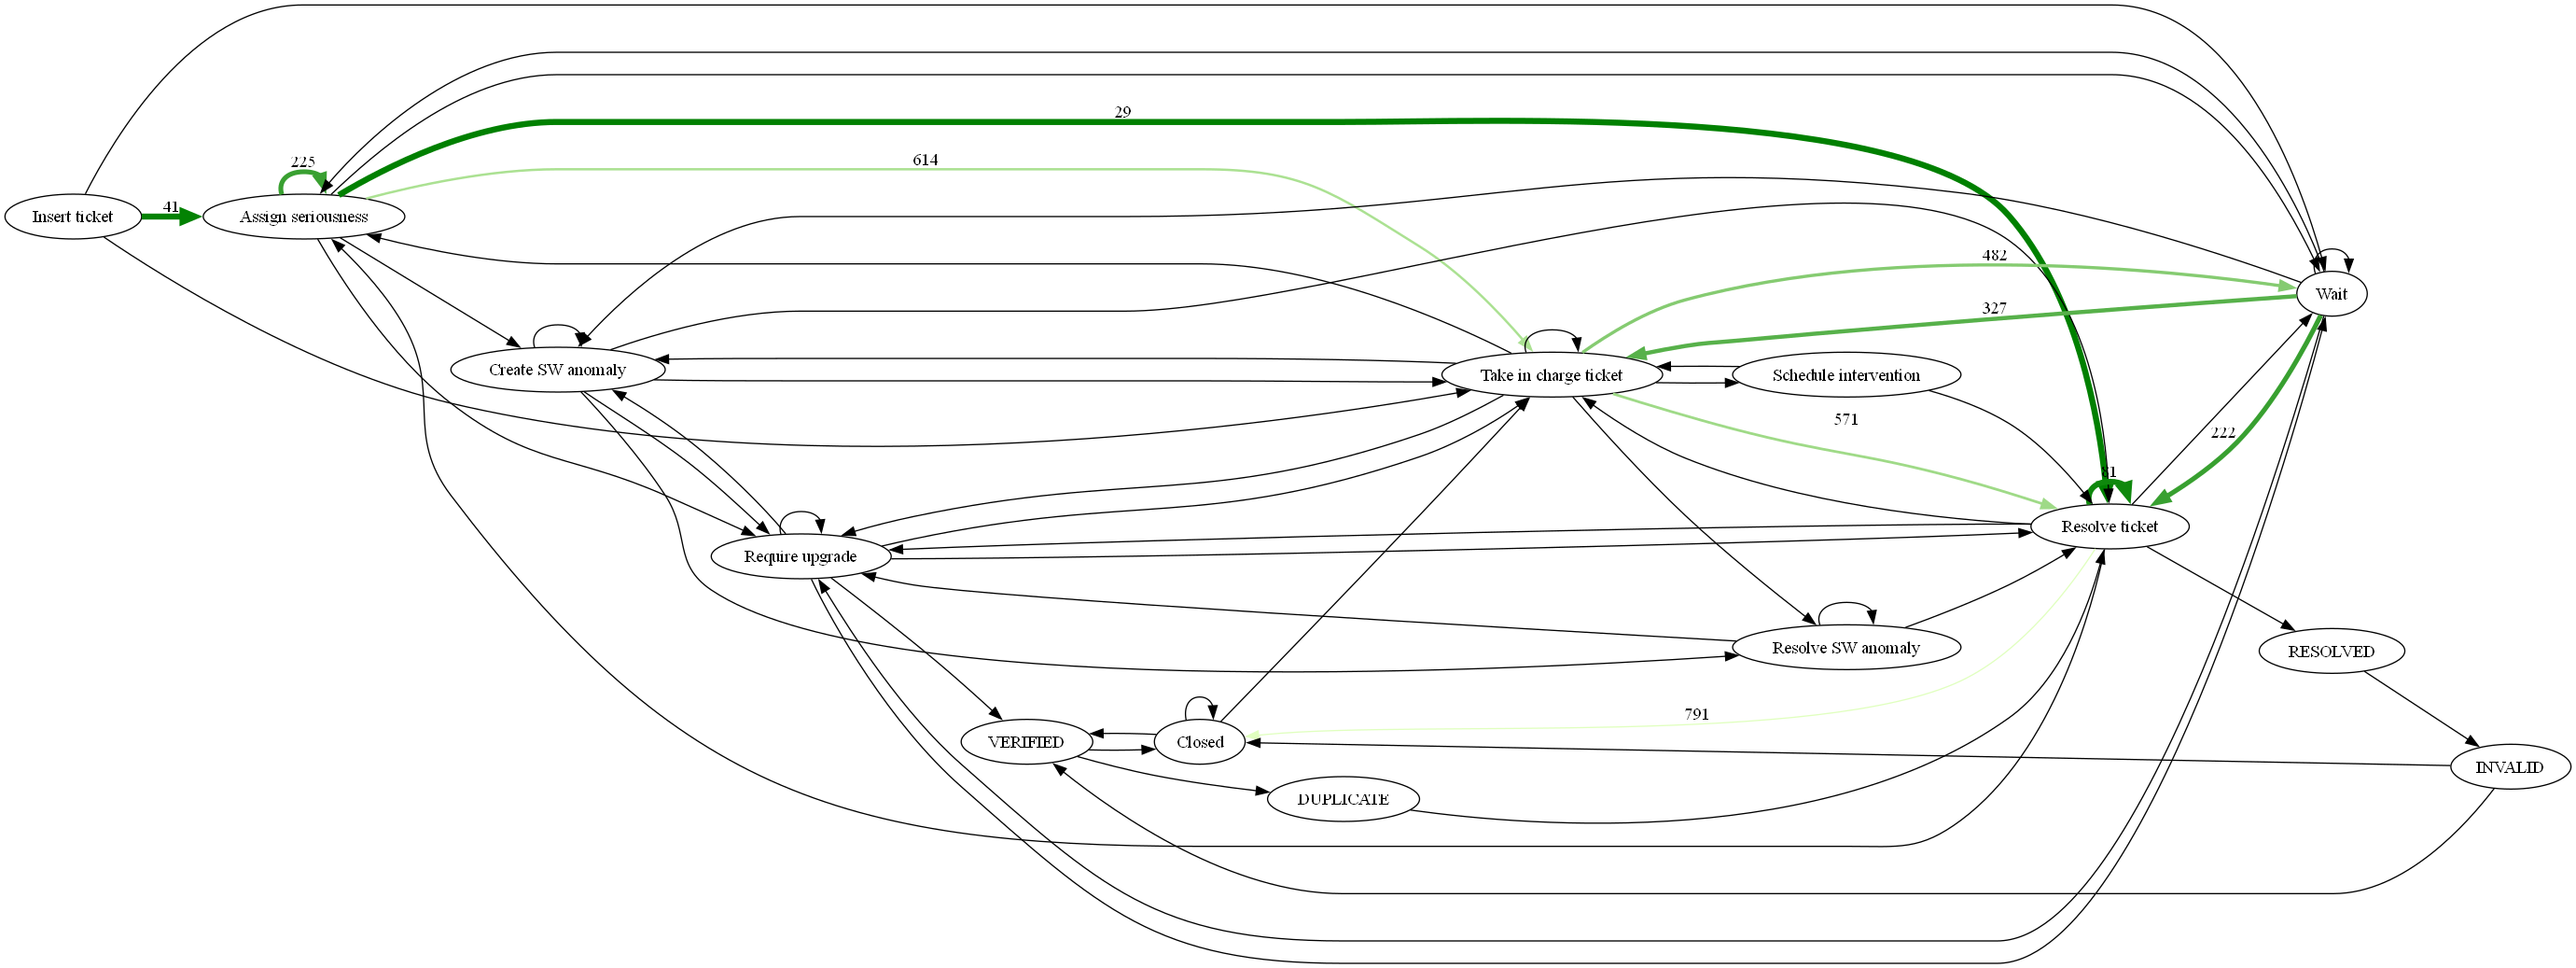 29
225
614
41
Insert ticket
Assign seriousness
482
Wait
327
Create SW anomaly
Take in charge ticket
Schedule intervention
571
222
81
Resolve ticket
Require upgrade
Resolve SW anomaly
RESOLVED
791
VERIFIED
Closed
INVALID
DUPLICATE